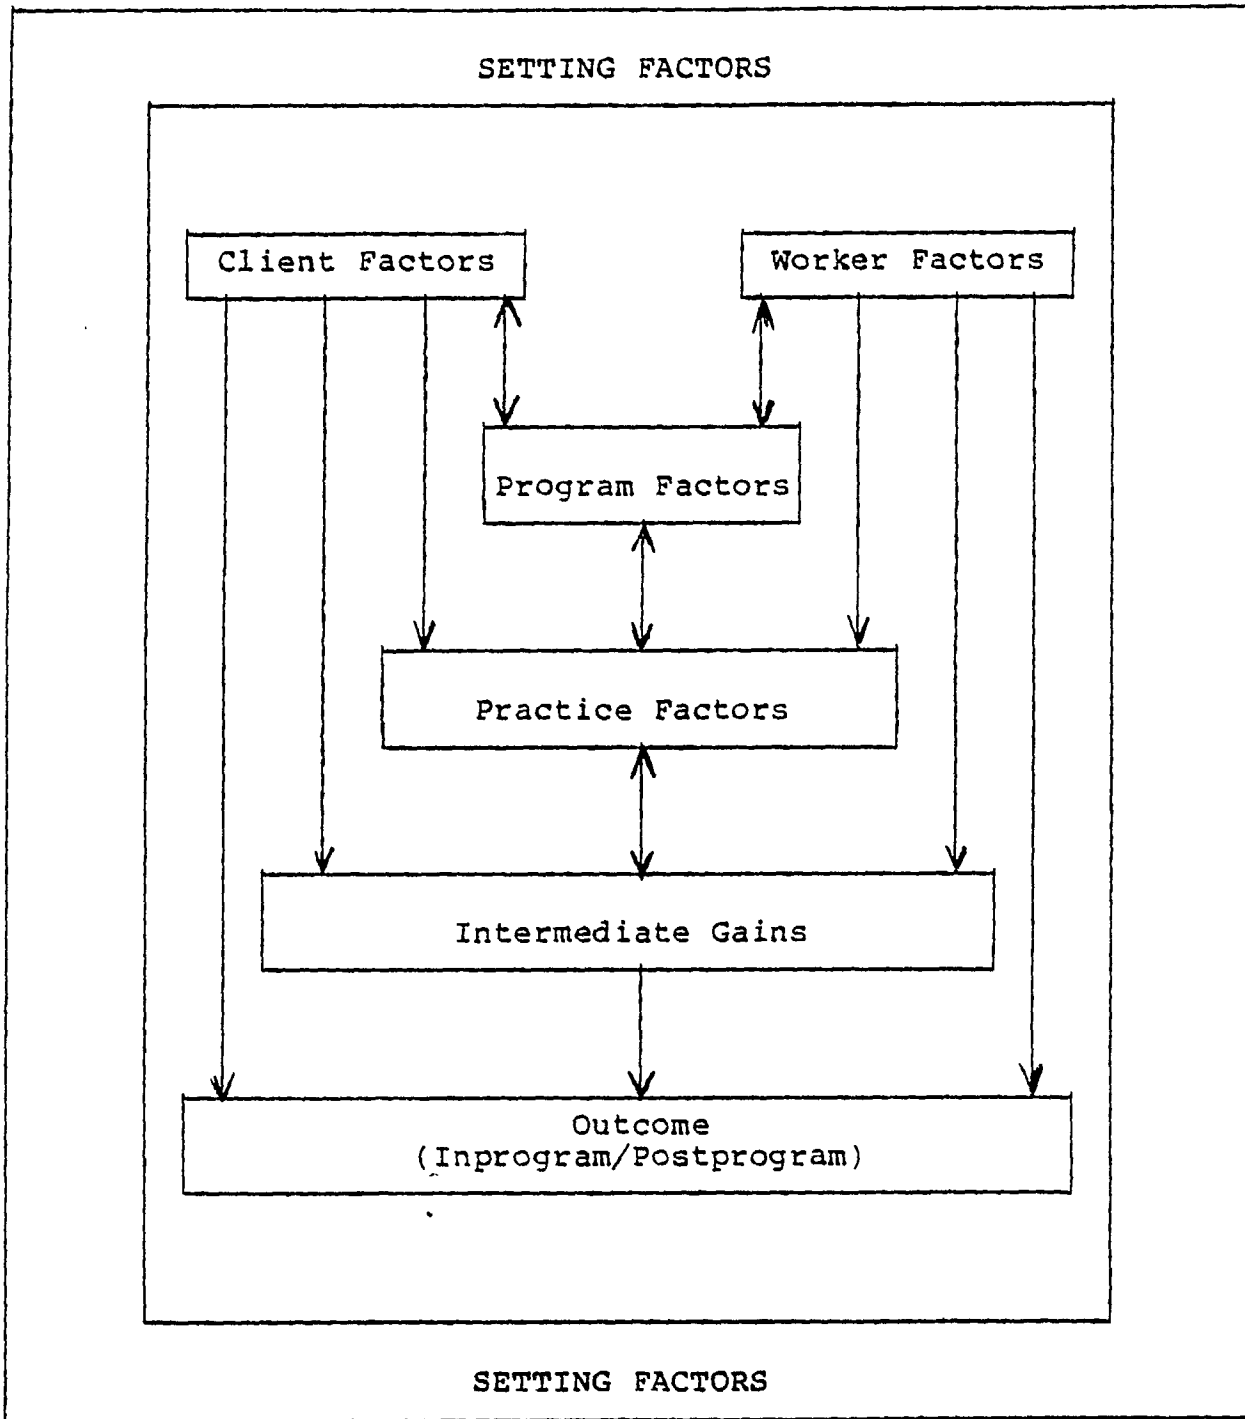 SETTING FACTORS
Client Factors
Worker Factors
Program Factors
Practice Factors
Intermediate Gains
Outcome
(Inprogram/Postprogram)
SETTING FACTORS